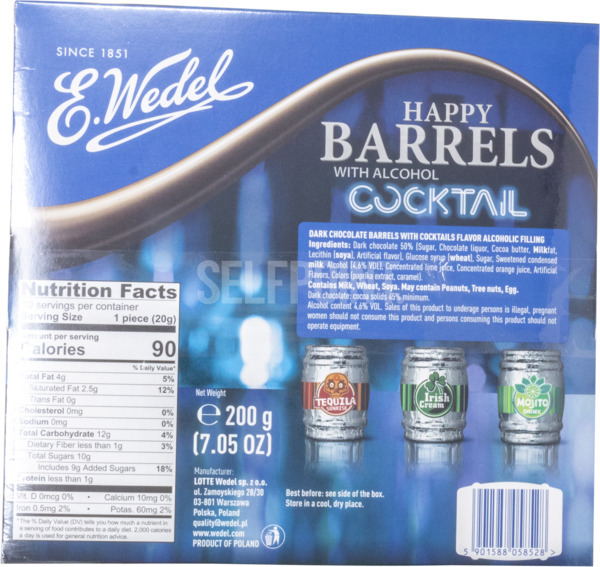 SINCE 1851
E.Wedel
HAPPY
BARRELS
WITH ALCOHOL
COCKTAIL
DARK CHOCOLATE BARRELS WITH COCKTAILS FLAVOR ALCOHOLIC FILLING
Ingredients: Dark chocolate 50% (Sugar, Chocolate liquor, Cocoa butter, Milkfat,
Lecithin (soya), Artificial flavor), Glucose syrup (wheat), Sugar, Sweetened condensed
milk, Alcohol (4,6% VOL), Concentrated lime juice, Concentrated orange juice, Artificial
Flavors, Colors (paprika extract, caramel).
Contains Milk, Wheat, Soya. May contain Peanuts, Tree nuts, Egg.
Dark chocolate: cocoa solids 45% minimum.
Alcohol content 4,6% VOL. Sales of this product to underage persons is illegal, pregnant
women should not consume this product and persons consuming this product should not
operate equipment.
Nutrition Facts
servings per container
Serving Size 1 piece (20g)
Amount per serving
Calories 90
% Daily Value*
Total Fat 4g 5%
Saturated Fat 2.5g 12%
Trans Fat 0g
Cholesterol 0mg 0%
Sodium 0mg 0%
Total Carbohydrate 12g 4%
Dietary Fiber less than 1g 3%
Total Sugars 10g
Includes 9g Added Sugars 18%
Protein less than 1g
Vit. D 0mcg 0% • Calcium 10mg 0%
Iron 0.5mg 2% • Potas. 60mg 2%
*The % Daily Value (DV) tells you how much a nutrient in
a serving of food contributes to a daily diet. 2,000 calories
a day is used for general nutrition advice.
Net Weight
℮ 200 g
(7.05 OZ)
Manufacturer:
LOTTE Wedel sp. z o.o.
ul. Zamoyskiego 28/30
03-801 Warszawa
Polska, Poland
quality@wedel.pl
www.wedel.com
PRODUCT OF POLAND
TEQUILA
SUNRISE
Irish
Cream
MOJITO
DRINK
Best before: see side of the box.
Store in a cool, dry place.
5 901588 058528 >